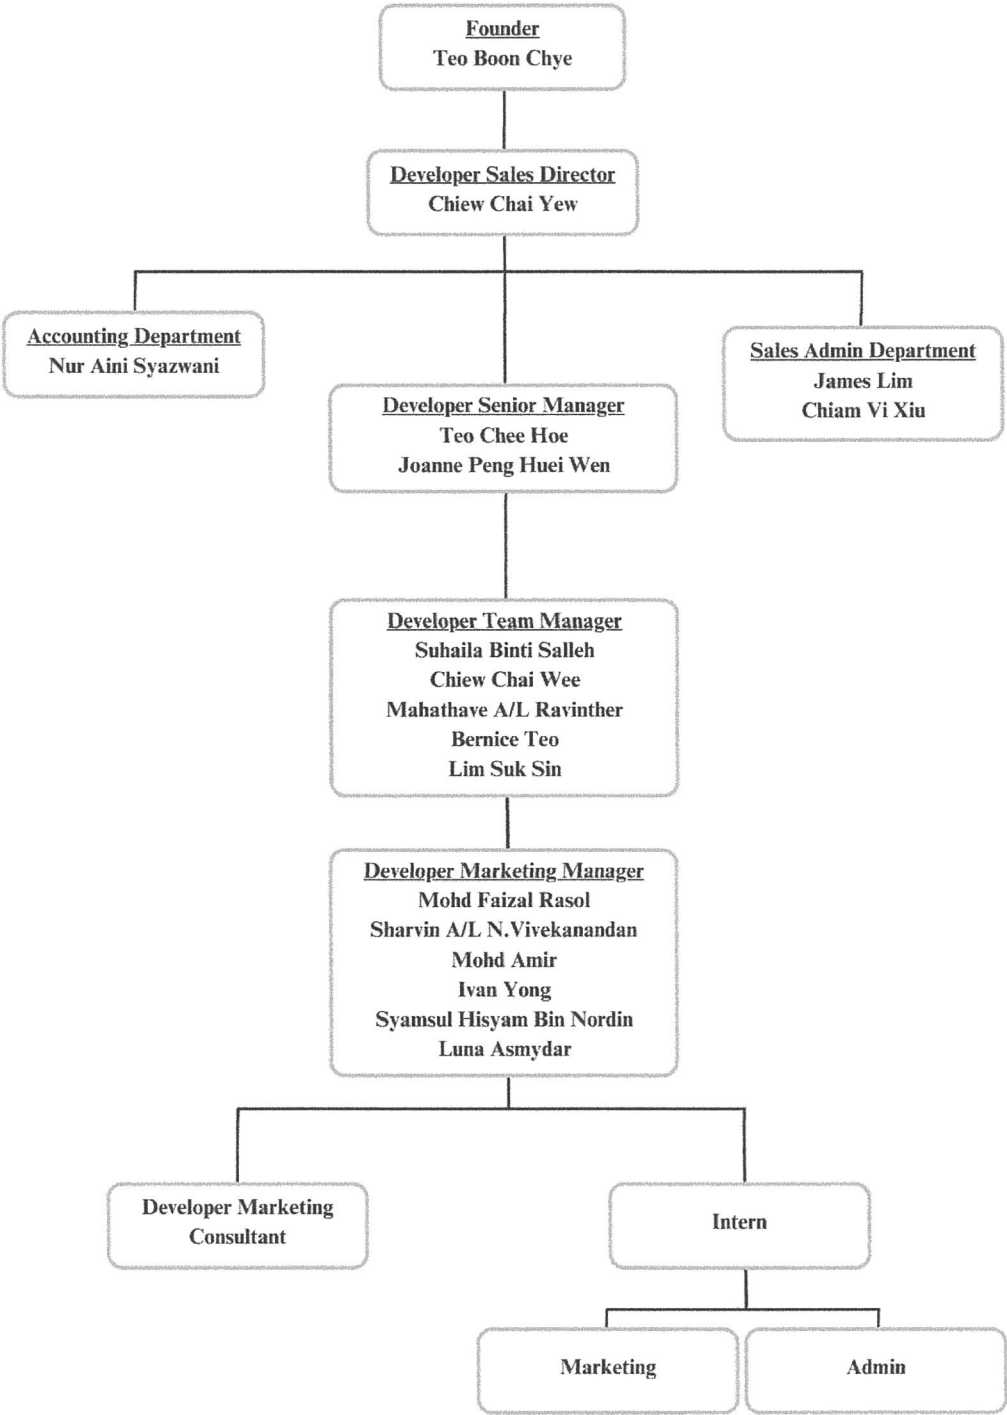 Founder
Teo Boon Chye
Developer Sales Director
Chiew Chai Yew
Accounting Department
Nur Aini Syazwani
Sales Admin Department
James Lim
Chiam Vi Xiu
Developer Senior Manager
Teo Chee Hoe
Joanne Peng Huei Wen
Developer Team Manager
Suhaila Binti Salleh
Chiew Chai Wee
Mahathave A/L Ravinther
Bernice Teo
Lim Suk Sin
Developer Marketing Manager
Mohd Faizal Rasol
Sharvin A/L N.Vivekanandan
Mohd Amir
Ivan Yong
Syamsul Hisyam Bin Nordin
Luna Asmydar
Developer Marketing
Consultant
Intern
Marketing
Admin